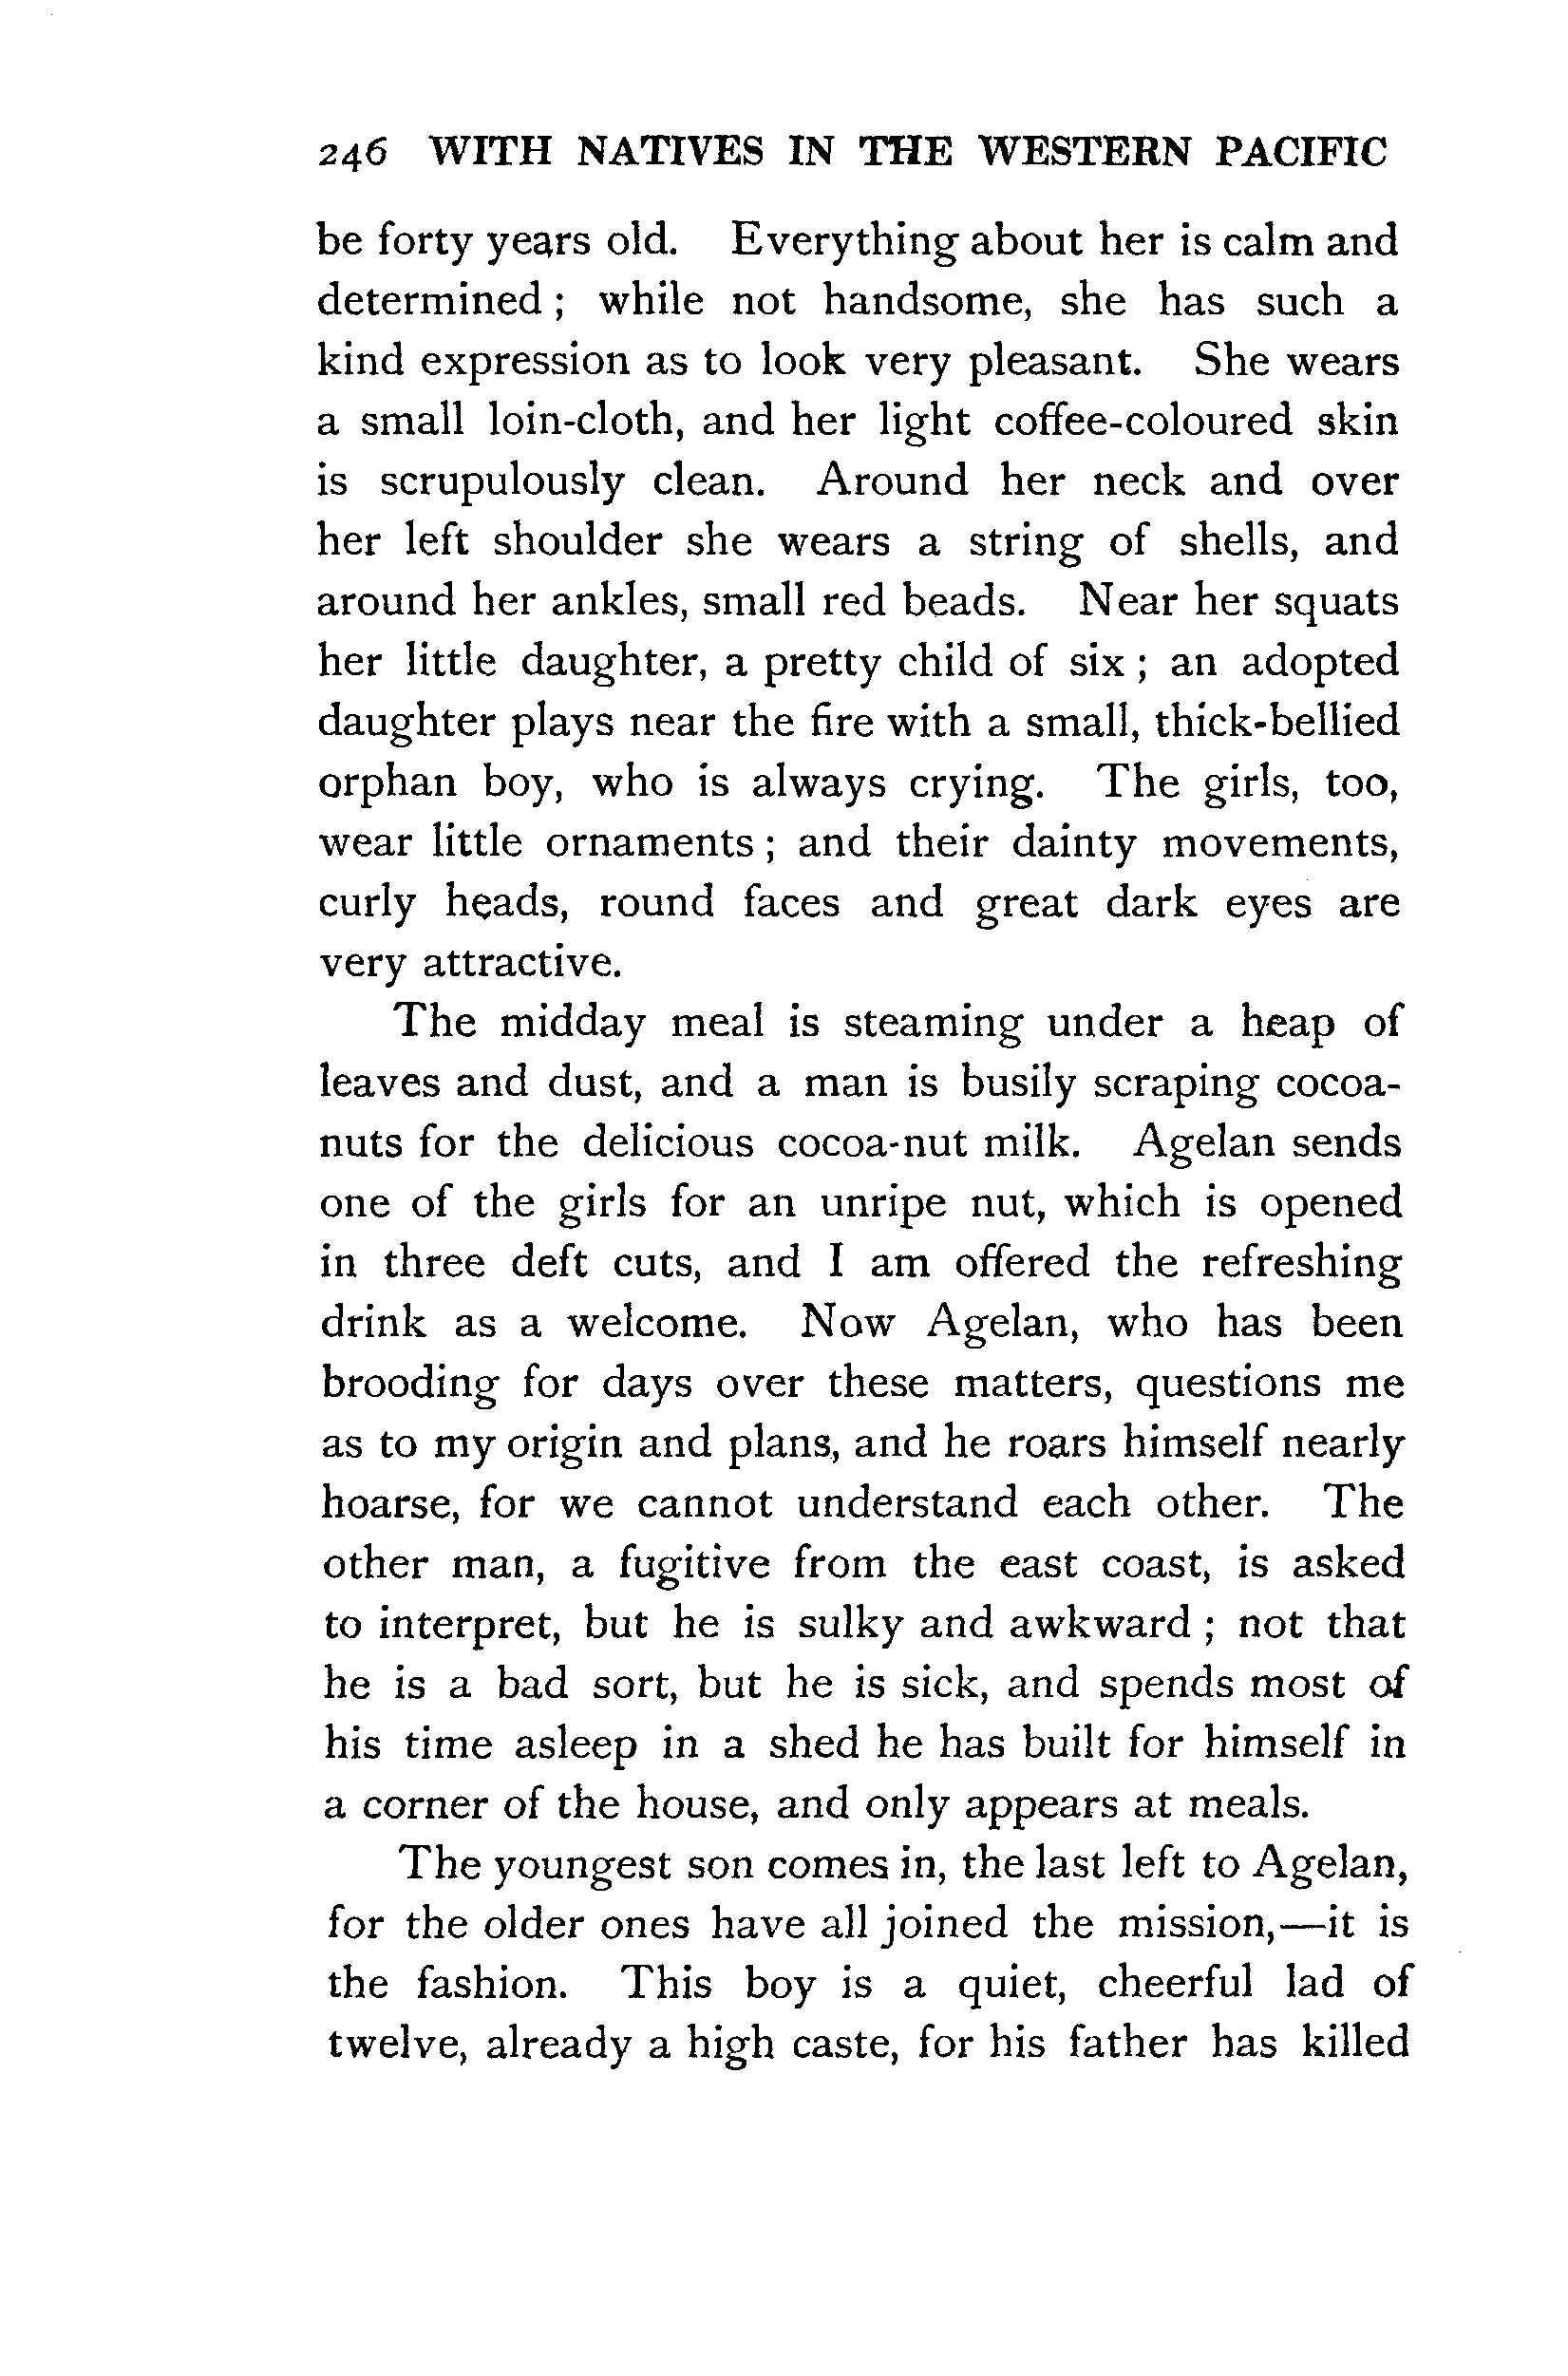 246 WITH NATIVES IN THE WESTERN PACIFIC
be forty years old. Everything about her is calm and
determined ; while not handsome, she has such a
kind expression as to look very pleasant. She wears
a small loin-cloth, and her light coffee-coloured skin
is scrupulously clean. Around her neck and over
her left shoulder she wears a string of shells, and
around her ankles, small red beads. Near her squats
her little daughter, a pretty child of six ; an adopted
daughter plays near the fire with a small, thick-bellied
orphan boy, who is always crying. The girls, too,
wear little ornaments ; and their dainty movements,
curly heads, round faces and great dark eyes are
very attractive.
The midday meal is steaming under a heap of
leaves and dust, and a man is busily scraping cocoa-
nuts for the delicious cocoa-nut milk. Agelan sends
one of the girls for an unripe nut, which is opened
in three deft cuts, and I am offered the refreshing
drink as a welcome. Now Agelan, who has been
brooding for days over these matters, questions me
as to my origin and plans, and he roars himself nearly
hoarse, for we cannot understand each other. The
other man, a fugitive from the east coast, is asked
to interpret, but he is sulky and awkward ; not that
he is a bad sort, but he is sick, and spends most of
his time asleep in a shed he has built for himself in
a corner of the house, and only appears at meals.
The youngest son comes in, the last left to Agelan,
for the older ones have all joined the mission,—it is
the fashion. This boy is a quiet, cheerful lad of
twelve, already a high caste, for his father has killed